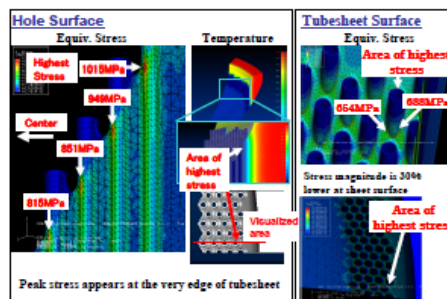 Hole Surface
Equiv. Stress
Temperature
Highest
Stress
1015MPa
949MPa
Center
851MPa
815MPa
Area of
highest
stress
Visualized
area
Peak stress appears at the very edge of tubesheet
Tubesheet Surface
Equiv. Stress
Area of highest
stress
654MPa
688MPa
Stress magnitude is 30%
lower at sheet surface
Area of
highest stress